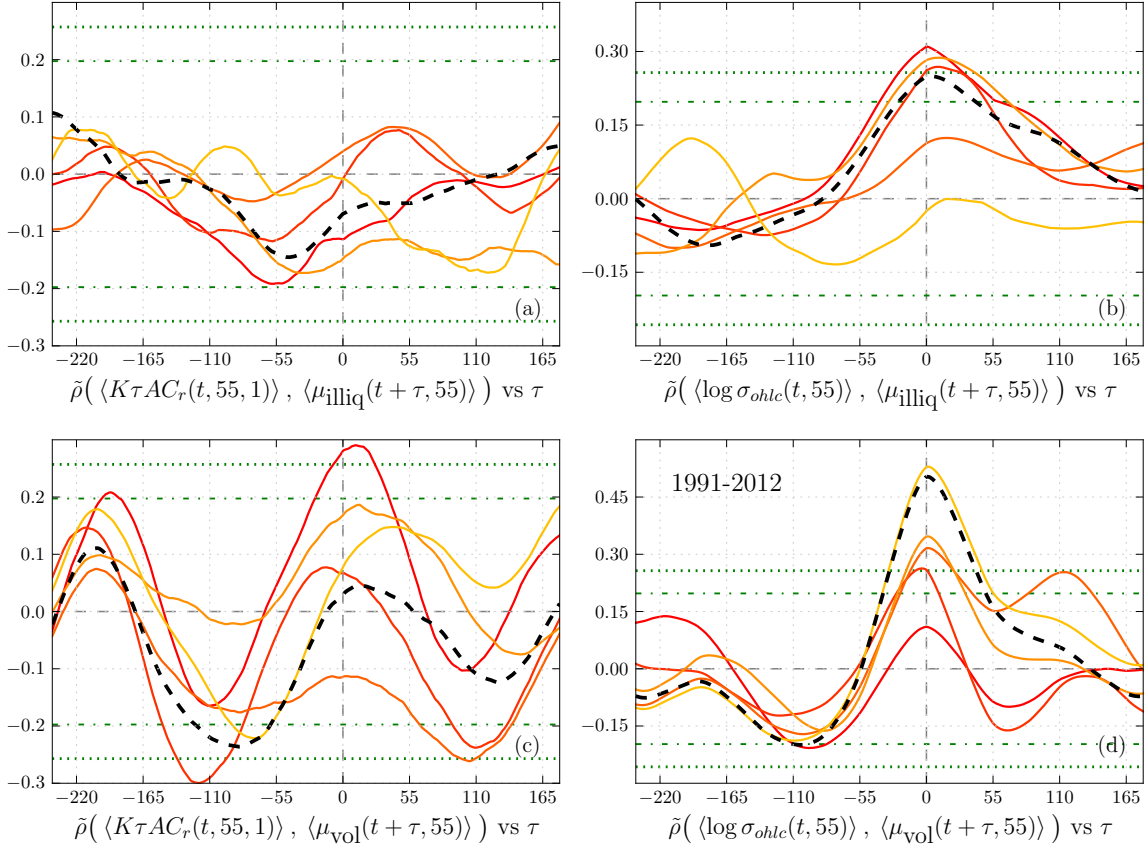 0.2
0.1
0.0
−0.1
−0.2
−0.3
(a)
−220 −165 −110 −55 0 55 110 165
ρ̃( ⟨KτAC_r(t, 55, 1)⟩ , ⟨μ_illiq(t + τ, 55)⟩ ) vs τ
0.30
0.15
0.00
−0.15
(b)
−220 −165 −110 −55 0 55 110 165
ρ̃( ⟨log σ_ohlc(t, 55)⟩ , ⟨μ_illiq(t + τ, 55)⟩ ) vs τ
0.2
0.1
0.0
−0.1
−0.2
−0.3
(c)
−220 −165 −110 −55 0 55 110 165
ρ̃( ⟨KτAC_r(t, 55, 1)⟩ , ⟨μ_vol(t + τ, 55)⟩ ) vs τ
1991-2012
0.45
0.30
0.15
0.00
−0.15
(d)
−220 −165 −110 −55 0 55 110 165
ρ̃( ⟨log σ_ohlc(t, 55)⟩ , ⟨μ_vol(t + τ, 55)⟩ ) vs τ